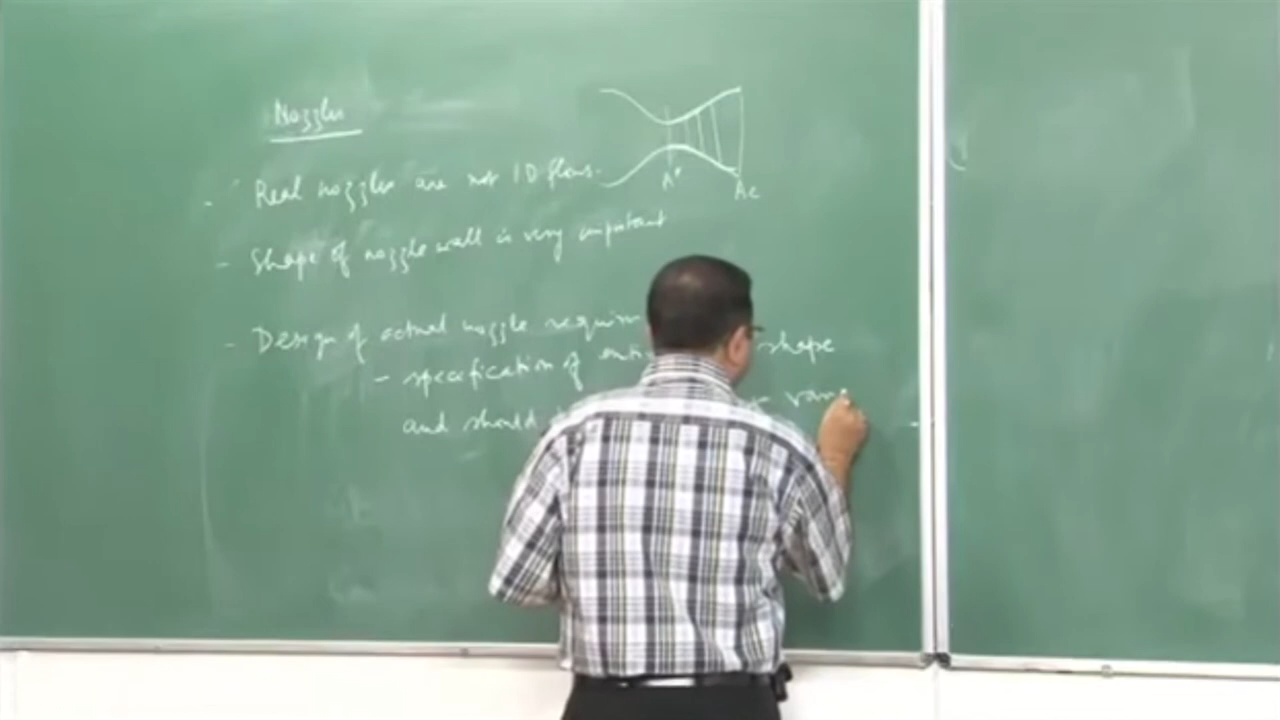 Nozzles
- Real nozzles are not 1D flows.
A*
Ae
- Shape of nozzle wall is very important
- Design of actual nozzle requires
- specification of shape
and should